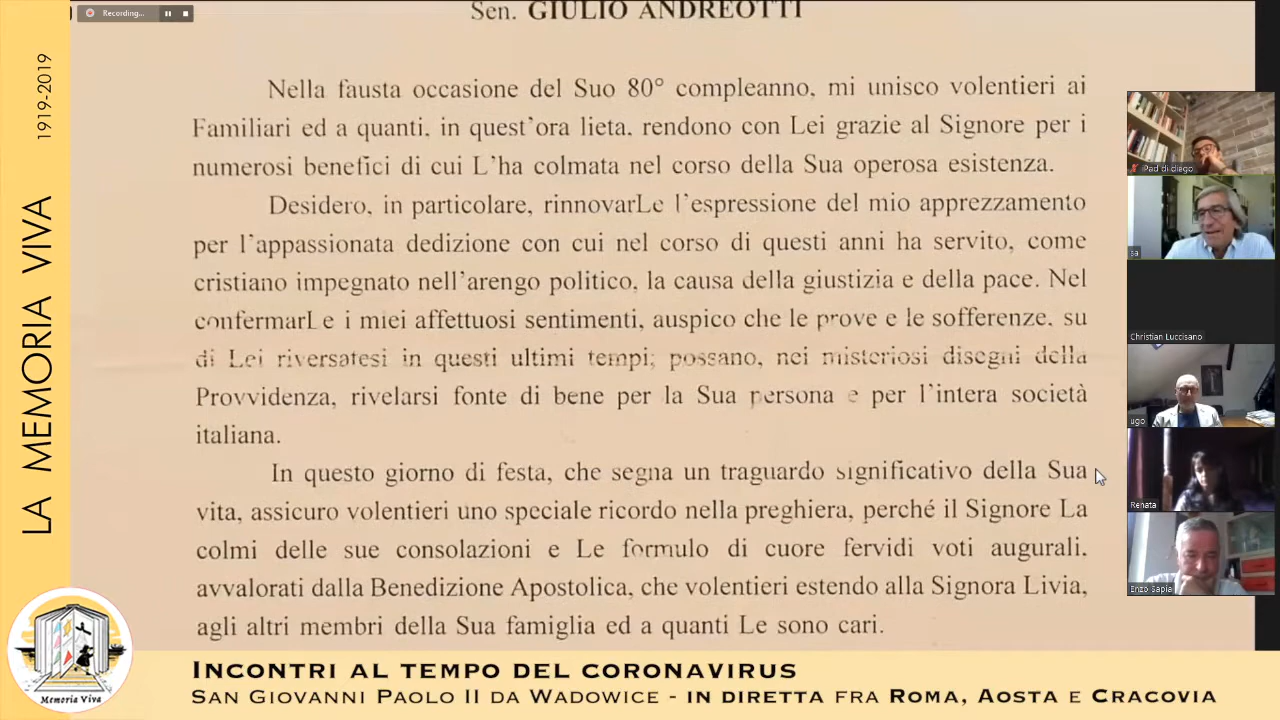 Recording...
LA MEMORIA VIVA 1919-2019
Sen. GIULIO ANDREOTTI
Nella fausta occasione del Suo 80° compleanno, mi unisco volentieri ai
Familiari ed a quanti, in quest'ora lieta, rendono con Lei grazie al Signore per i
numerosi benefici di cui L'ha colmata nel corso della Sua operosa esistenza.
Desidero, in particolare, rinnovarLe l'espressione del mio apprezzamento
per l'appassionata dedizione con cui nel corso di questi anni ha servito, come
cristiano impegnato nell'arengo politico, la causa della giustizia e della pace. Nel
confermarLe i miei affettuosi sentimenti, auspico che le prove e le sofferenze, su
di Lei riversatesi in questi ultimi tempi, possano, nei misteriosi disegni della
Provvidenza, rivelarsi fonte di bene per la Sua persona e per l'intera società
italiana.
In questo giorno di festa, che segna un traguardo significativo della Sua
vita, assicuro volentieri uno speciale ricordo nella preghiera, perché il Signore La
colmi delle sue consolazioni e Le formulo di cuore fervidi voti augurali,
avvalorati dalla Benedizione Apostolica, che volentieri estendo alla Signora Livia,
agli altri membri della Sua famiglia ed a quanti Le sono cari.
Pad di diego
sa
Christian Luccisano
ugo
Renata
Enzo Sapia
Memoria Viva
INCONTRI AL TEMPO DEL CORONAVIRUS
SAN GIOVANNI PAOLO II DA WADOWICE - IN DIRETTA FRA ROMA, AOSTA E CRACOVIA